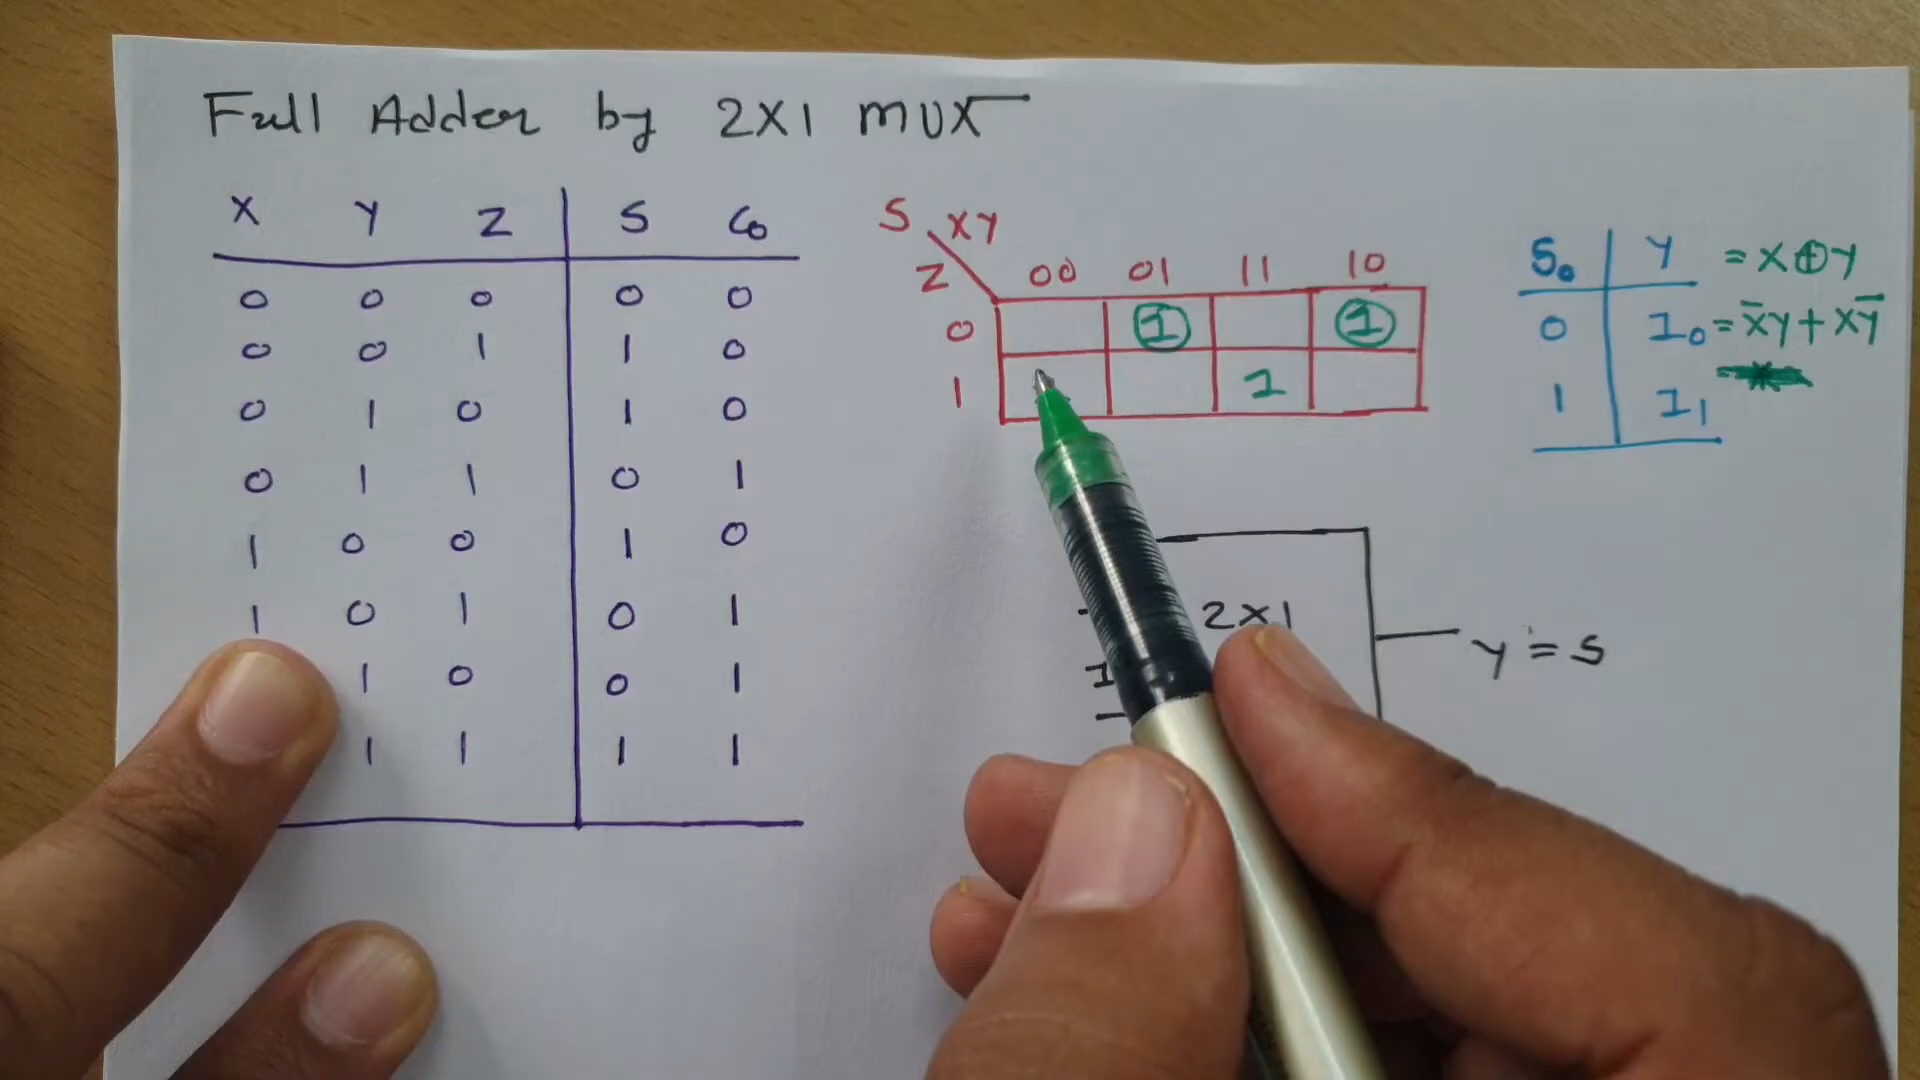 Full Adder by 2X1 MUX
X Y Z S C₀
0 0 0 0 0
0 0 1 1 0
0 1 0 1 0
0 1 1 0 1
1 0 0 1 0
1 0 1 0 1
1 0 0 1
1 1 1 1
S XY
Z 00 01 11 10
0 1 1
1 1
S₀ Y = X⊕Y
0 I₀ = X̅Y + XY̅
1 I₁
2X1
Y = S